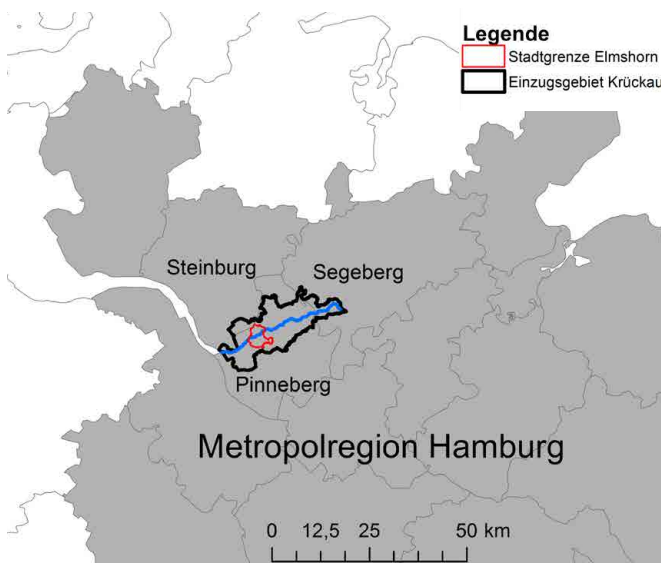 Legende
Stadtgrenze Elmshorn
Einzugsgebiet Krückau
Steinburg
Segeberg
Pinneberg
Metropolregion Hamburg
0 12,5 25 50 km